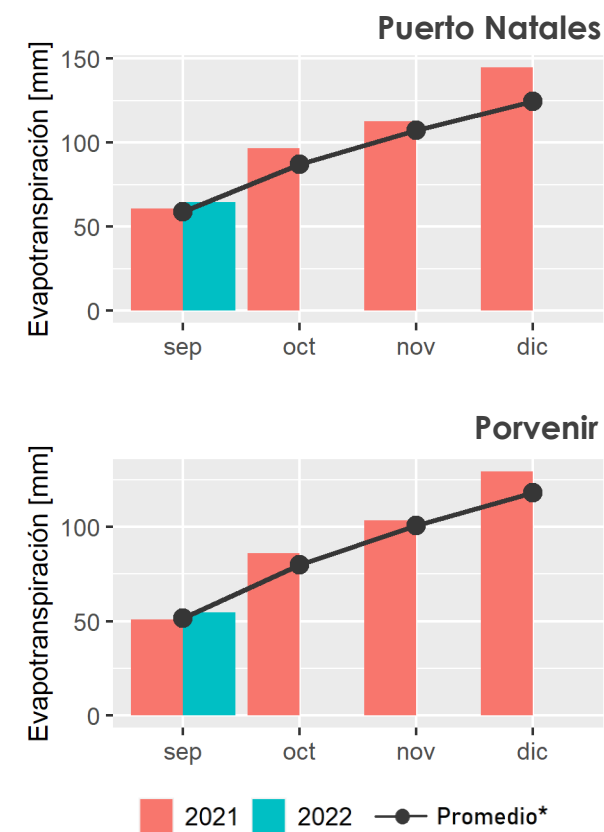 Puerto Natales
Evapotranspiración [mm]
150
100
50
0
sep oct nov dic
Porvenir
Evapotranspiración [mm]
100
50
0
sep oct nov dic
2021 2022 Promedio*